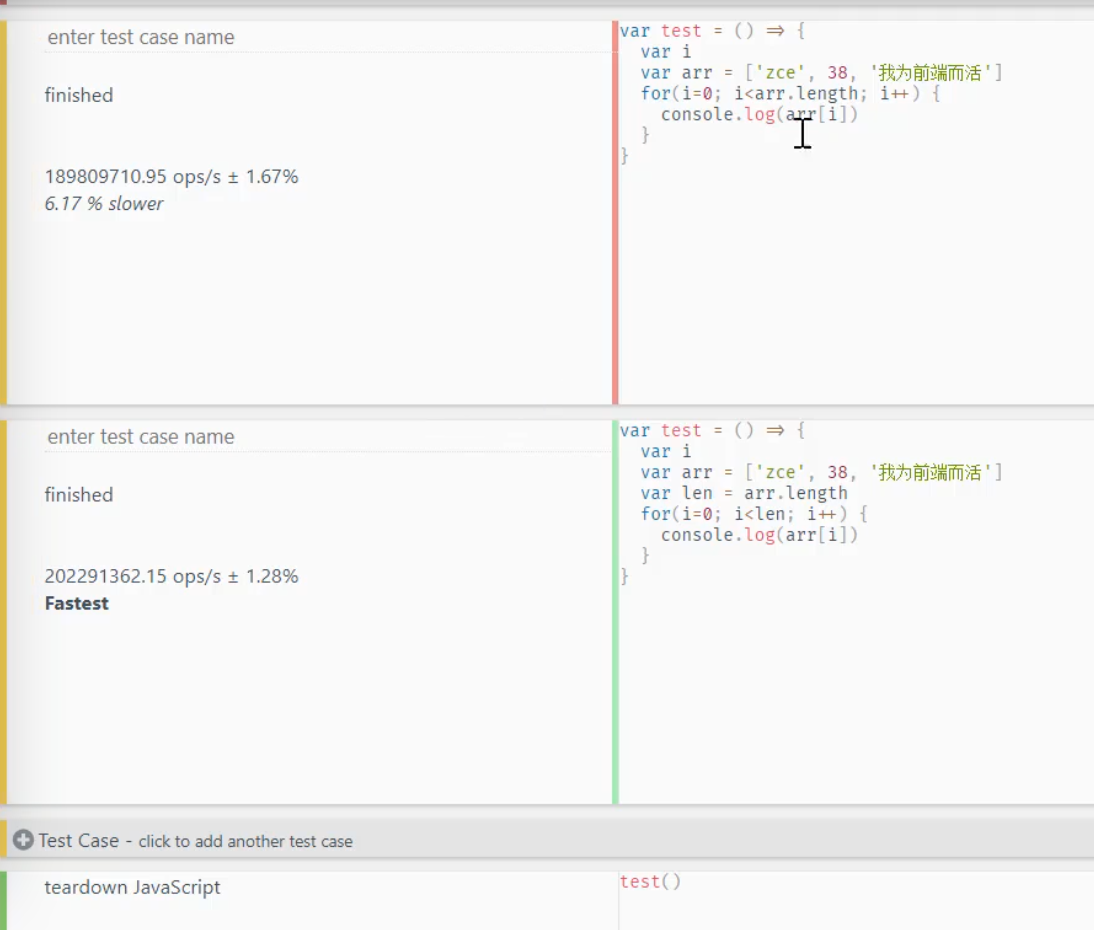 enter test case name
finished
189809710.95 ops/s ± 1.67%
6.17 % slower
var test = () => {
  var i
  var arr = ['zce', 38, '我为前端而活']
  for(i=0; i<arr.length; i++) {
    console.log(arr[i])
  }
}
enter test case name
finished
202291362.15 ops/s ± 1.28%
Fastest
var test = () => {
  var i
  var arr = ['zce', 38, '我为前端而活']
  var len = arr.length
  for(i=0; i<len; i++) {
    console.log(arr[i])
  }
}
Test Case - click to add another test case
teardown JavaScript
test()